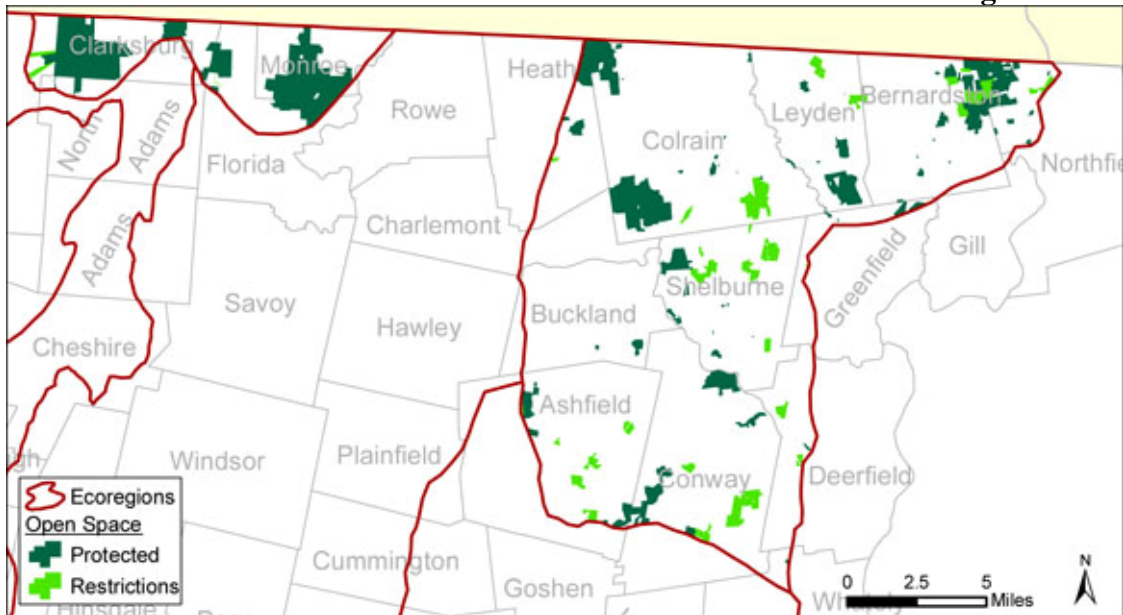 Clarksburg
Monroe
Heath
Rowe
Leyden
Bernardston
North
Adams
Florida
Colrain
Charlemont
Adams
Savoy
Hawley
Buckland
Shelburne
Greenfield
Gill
Cheshire
Ashfield
Windsor
Plainfield
Conway
Deerfield
Cummington
Goshen
Ecoregions
Open Space
Protected
Restrictions
N
0 2.5 5
Miles